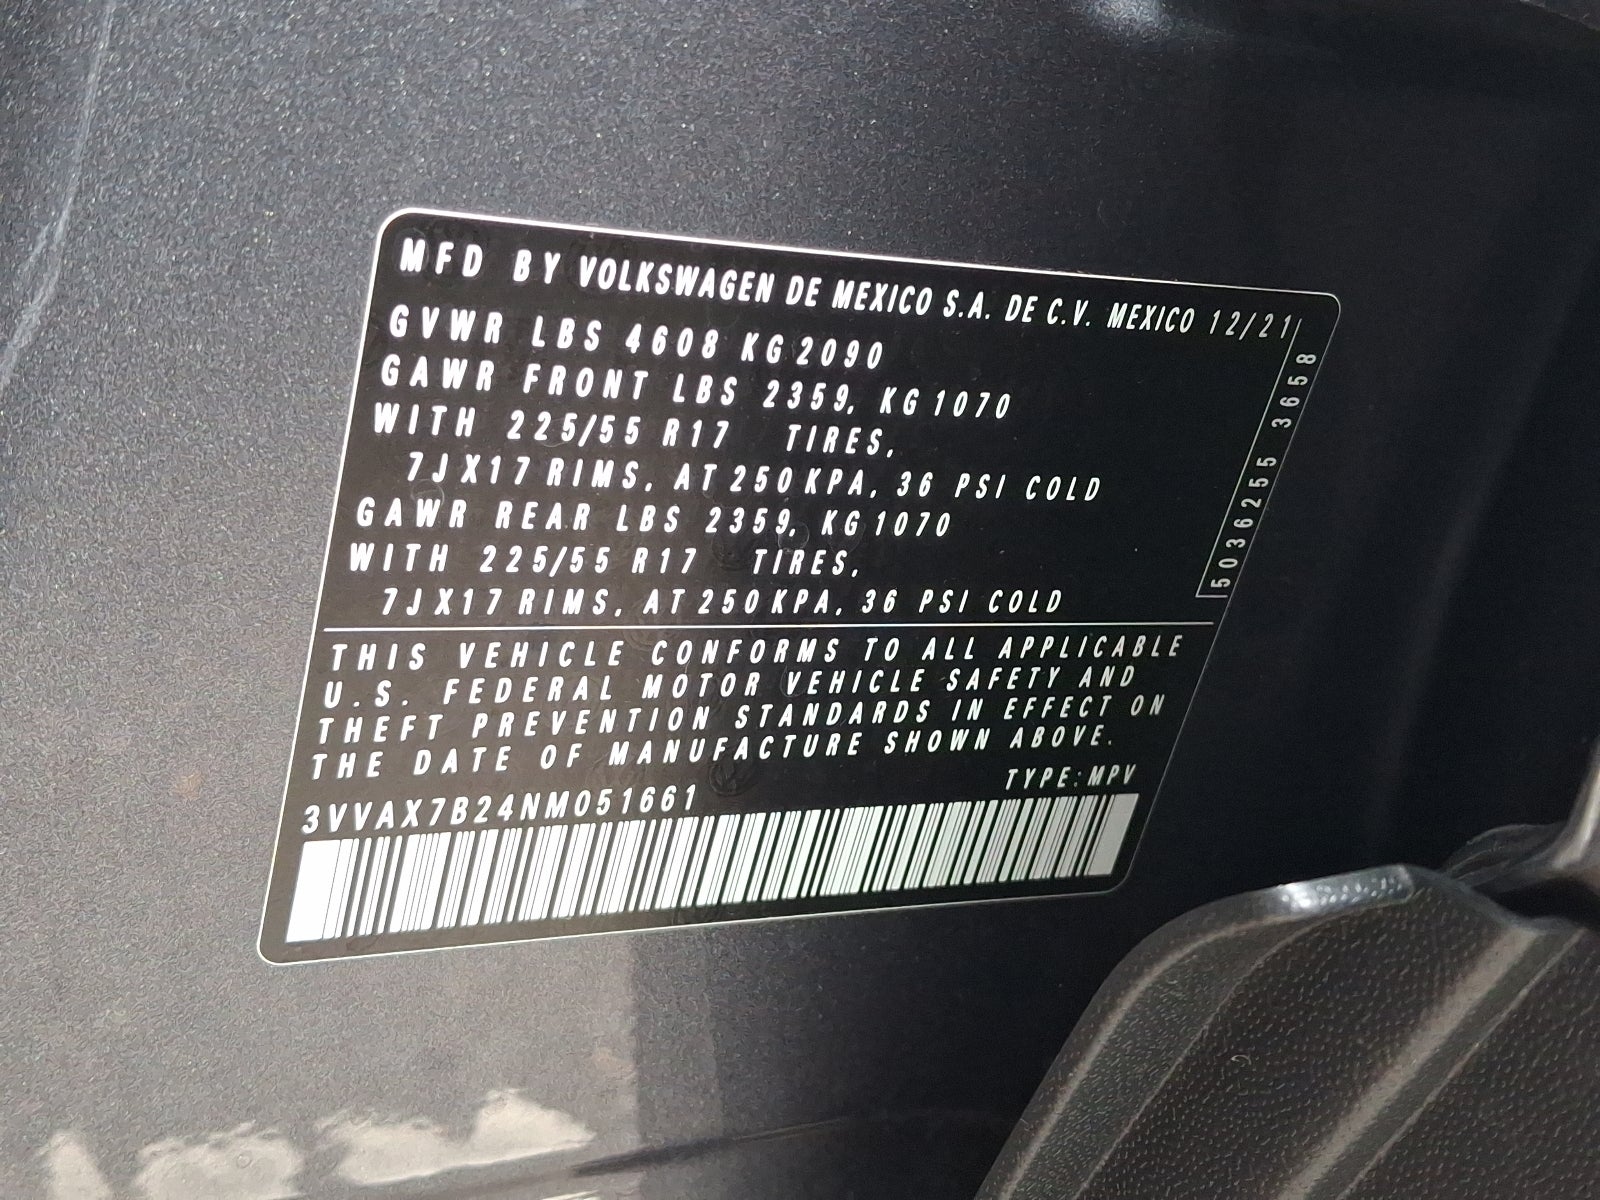 MFD BY VOLKSWAGEN DE MEXICO S.A. DE C.V. MEXICO 12/21
GVWR LBS 4608 KG 2090
GAWR FRONT LBS 2359, KG 1070
WITH 225/55 R17 TIRES,
7JX17 RIMS, AT 250 KPA, 36 PSI COLD
GAWR REAR LBS 2359, KG 1070
WITH 225/55 R17 TIRES,
7JX17 RIMS, AT 250 KPA, 36 PSI COLD
5036255 3658
THIS VEHICLE CONFORMS TO ALL APPLICABLE
U.S. FEDERAL MOTOR VEHICLE SAFETY AND
THEFT PREVENTION STANDARDS IN EFFECT ON
THE DATE OF MANUFACTURE SHOWN ABOVE.
TYPE: MPV
3VVAX7B24NM051661